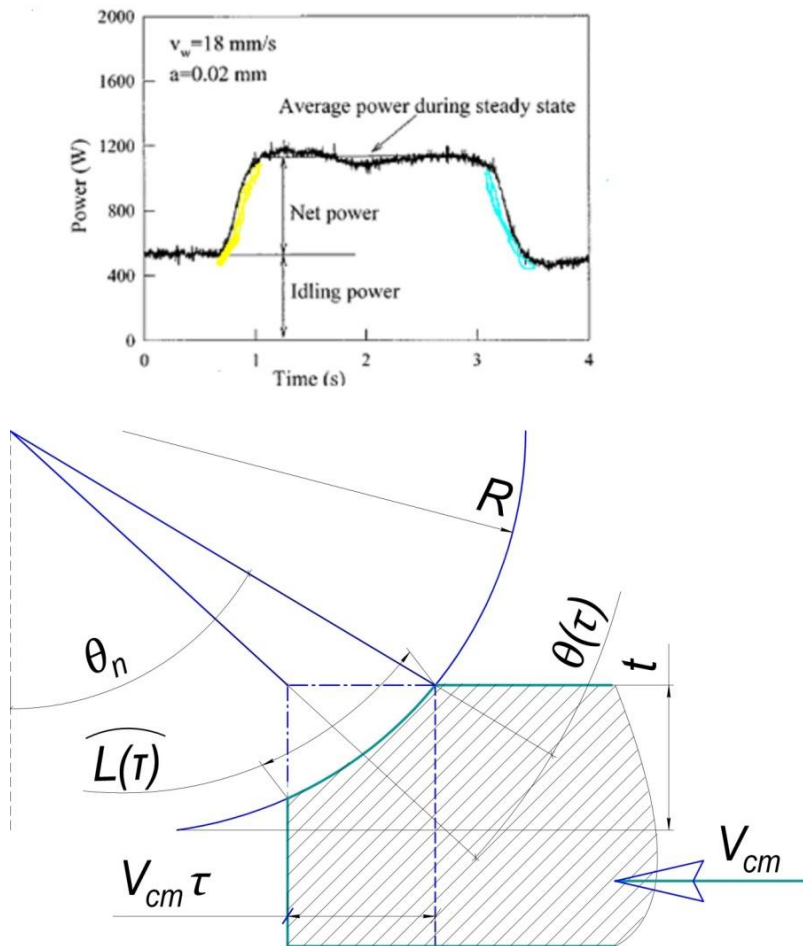 2000
v_w=18 mm/s
a=0.02 mm
1600
Average power during steady state
1200
Power (W)
800
Net power
400
Idling power
0
0 1 2 3 4
Time (s)
R
θ_n
θ(τ)
t
L(τ)
V_cm
V_cm τ